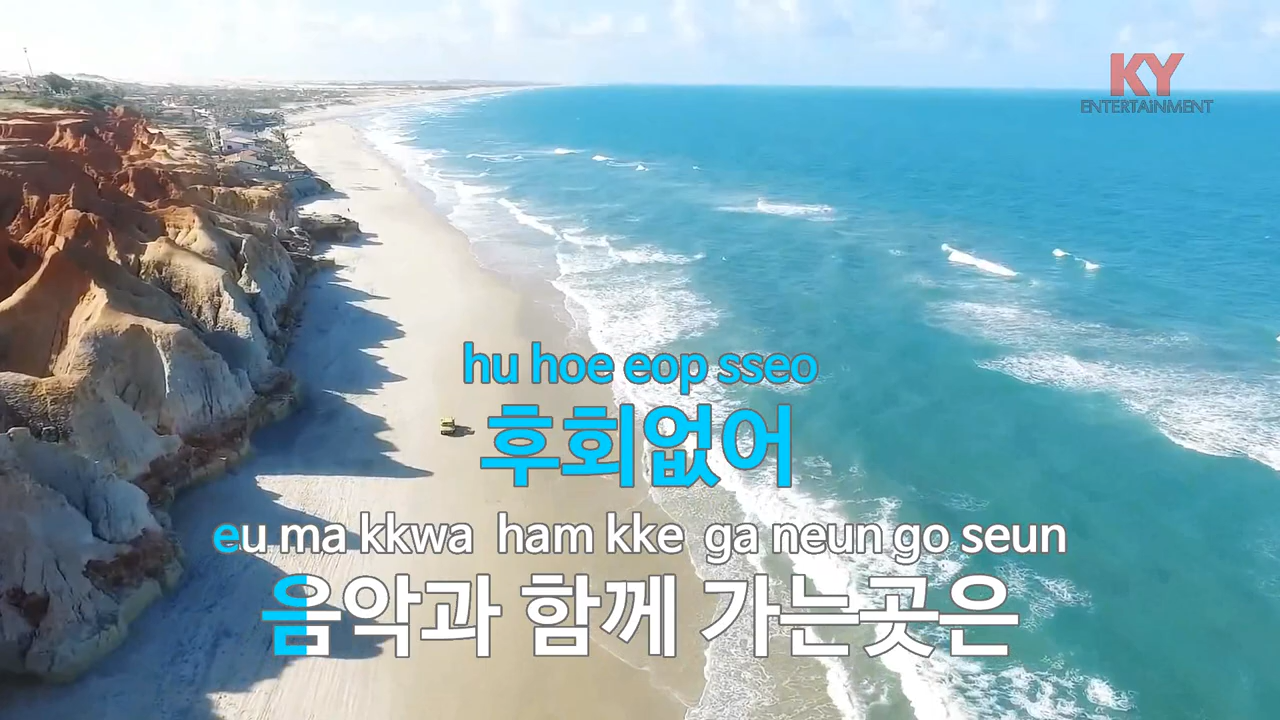 KY
ENTERTAiNMENT
hu hoe eop sseo
후회없어
eu ma kkwa ham kke ga neun go seun
음악과 함께 가는곳은